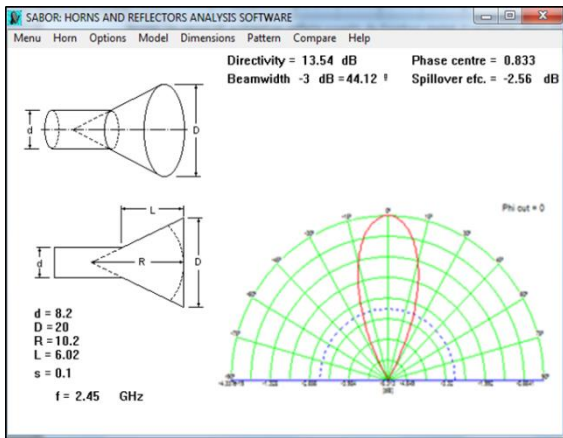 SABOR: HORNS AND REFLECTORS ANALYSIS SOFTWARE
Menu Horn Options Model Dimensions Pattern Compare Help
Directivity = 13.54 dB Phase centre = 0.833
Beamwidth -3 dB =44.12 º Spillover efc. = -2.56 dB
d D
L
Phi out = 0
d R D
d = 8.2
D = 20
R = 10.2
L = 6.02
s = 0.1
f = 2.45 GHz